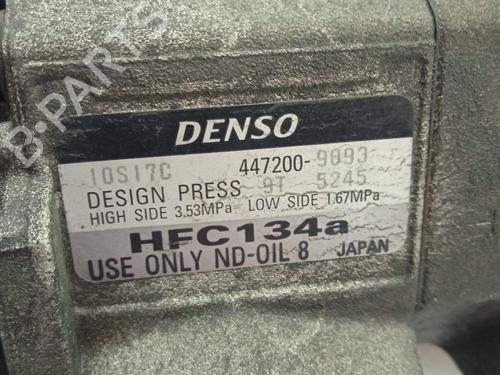 B-PARTS
DENSO
10S17C 447200-9893
DESIGN PRESS 9T 5245
HIGH SIDE 3.53MPa LOW SIDE 1.67MPa
HFC134a
USE ONLY ND-OIL 8 JAPAN